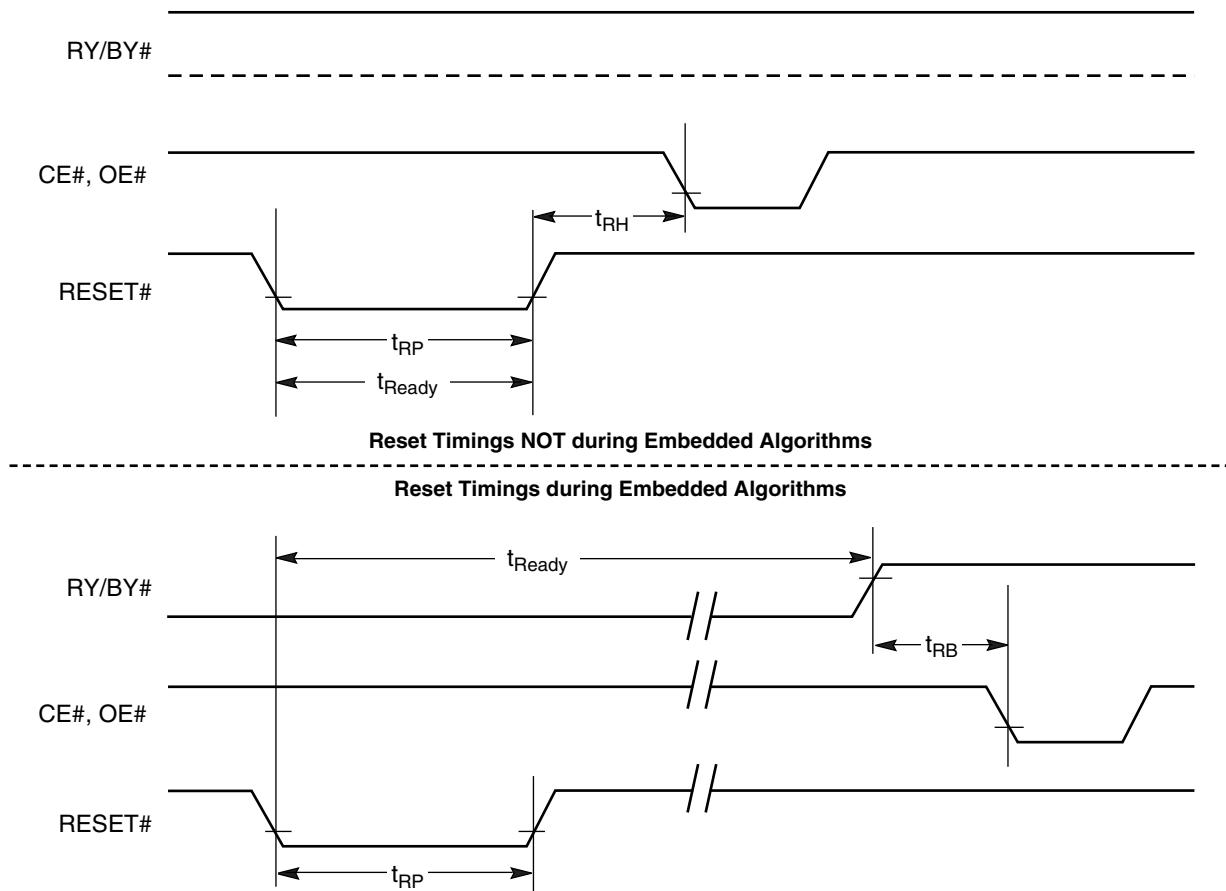 RY/BY#
CE#, OE#
tRH
RESET#
tRP
tReady
Reset Timings NOT during Embedded Algorithms
Reset Timings during Embedded Algorithms
tReady
RY/BY#
tRB
CE#, OE#
RESET#
tRP